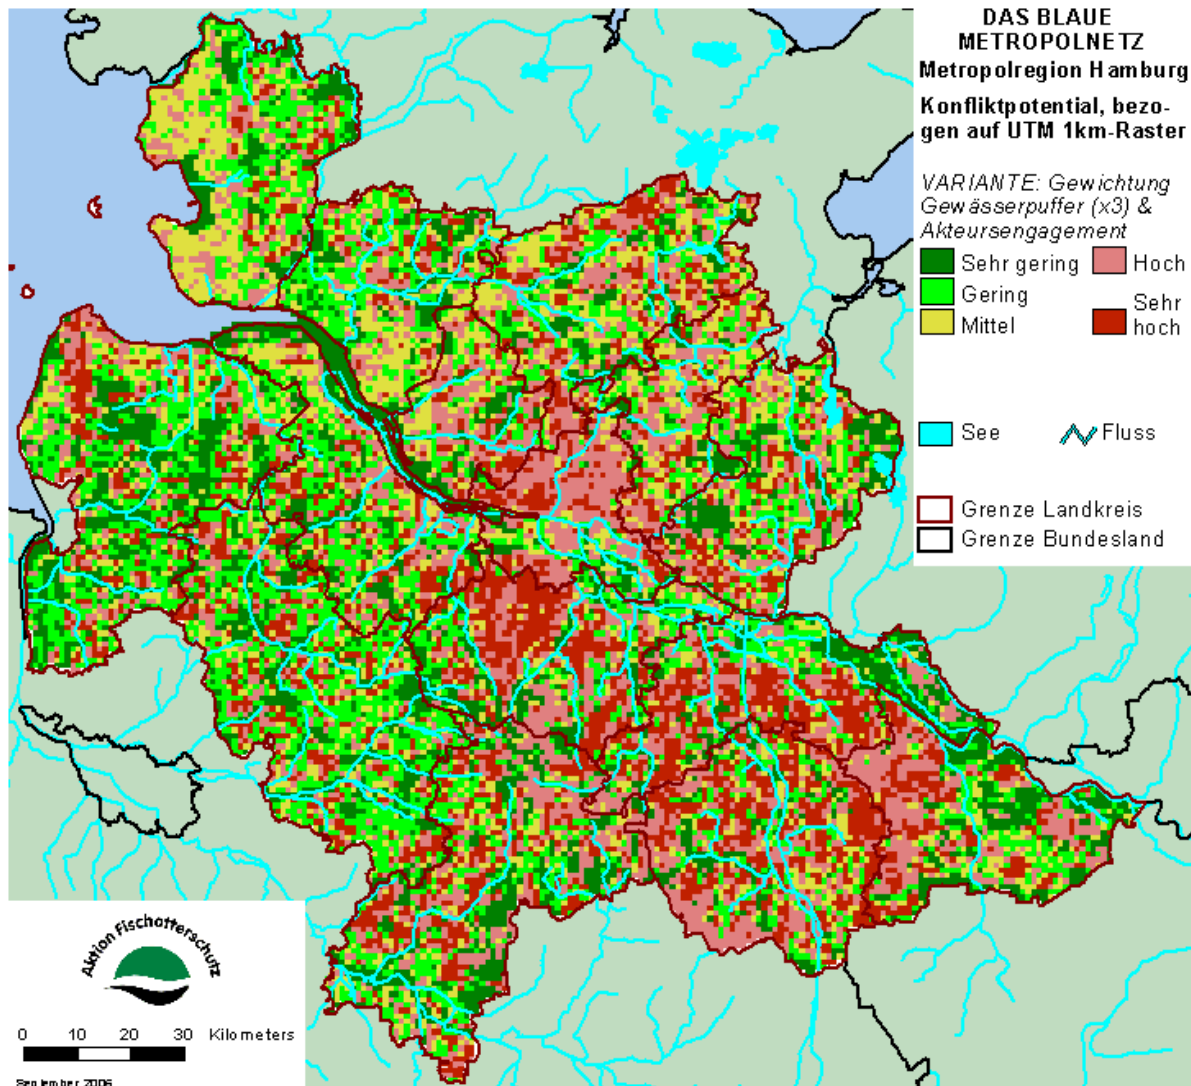 DAS BLAUE
METROPOLNETZ
Metropolregion Hamburg
Konfliktpotential, bezo-
gen auf UTM 1km-Raster
VARIANTE: Gewichtung
Gewässerpuffer (x3) &
Akteursengagement
Sehr gering
Hoch
Gering
Sehr
hoch
Mittel
See
Fluss
Grenze Landkreis
Grenze Bundesland
Aktion Fischotterschutz
0 10 20 30 Kilometers
September 2006